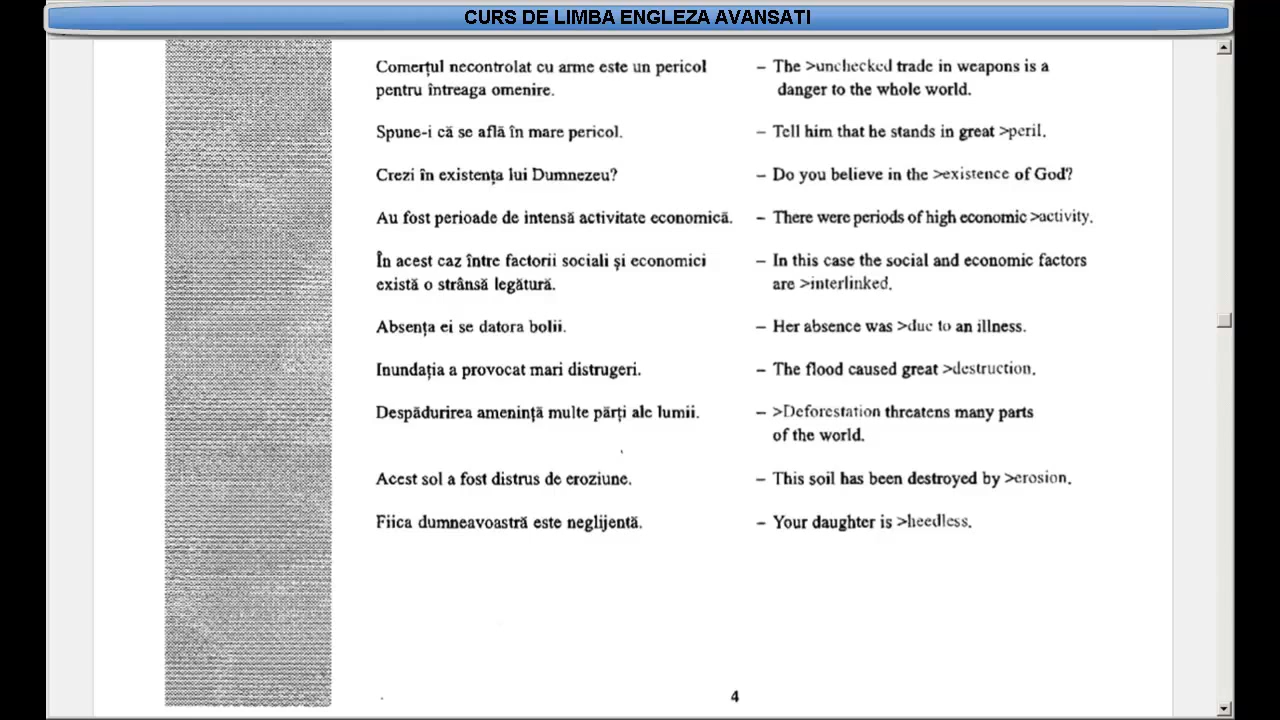 CURS DE LIMBA ENGLEZA AVANSATI
Comerțul necontrolat cu arme este un pericol – The >unchecked trade in weapons is a
pentru întreaga omenire. danger to the whole world.
Spune-i că se află în mare pericol. – Tell him that he stands in great >peril.
Crezi în existența lui Dumnezeu? – Do you believe in the >existence of God?
Au fost perioade de intensă activitate economică. – There were periods of high economic >activity.
În acest caz între factorii sociali și economici – In this case the social and economic factors
există o strânsă legătură. are >interlinked.
Absența ei se datora bolii. – Her absence was >due to an illness.
Inundația a provocat mari distrugeri. – The flood caused great >destruction.
Despădurirea amenință multe părți ale lumii. – >Deforestation threatens many parts
of the world.
Acest sol a fost distrus de eroziune. – This soil has been destroyed by >erosion.
Fiica dumneavoastră este neglijentă. – Your daughter is >heedless.
4